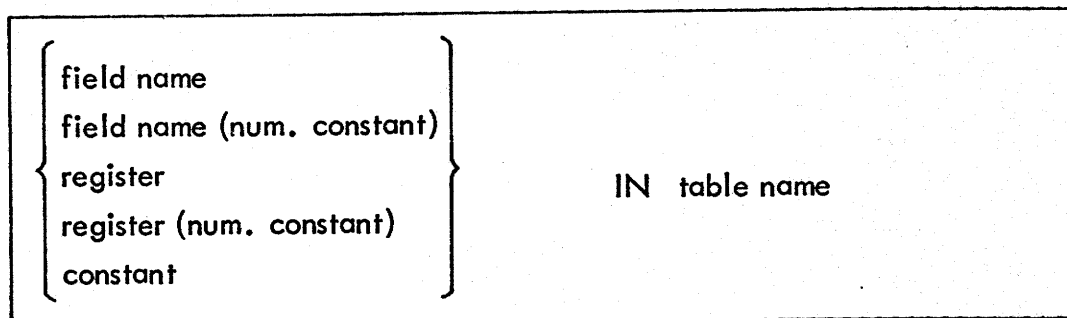 field name
field name (num. constant)
register
register (num. constant)
constant
IN table name